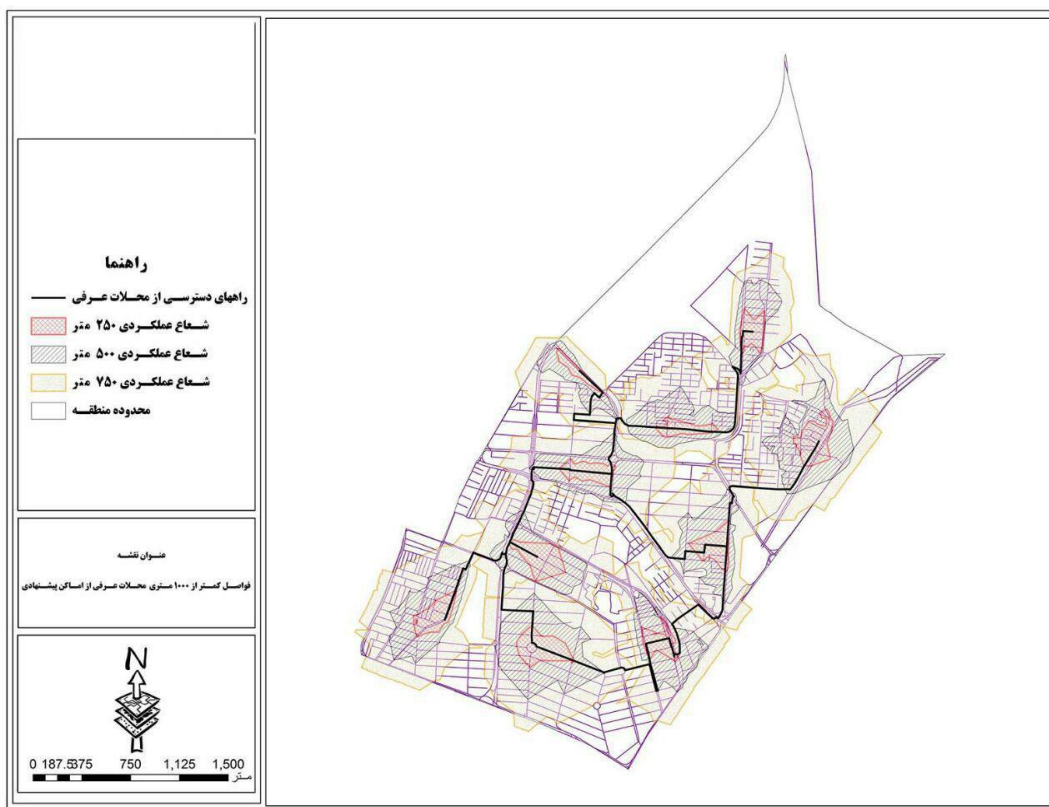 راهنما
راههای دسترسی از محلات عرفی
شعاع عملکردی ۲۵۰ متر
شعاع عملکردی ۵۰۰ متر
شعاع عملکردی ۷۵۰ متر
محدوده منطقه
عنوان نقشه
فواصل کمتر از ۱۰۰۰ متری محلات عرفی از اماکن پیشنهادی
N
0 187.5375 750 1,125 1,500
متر